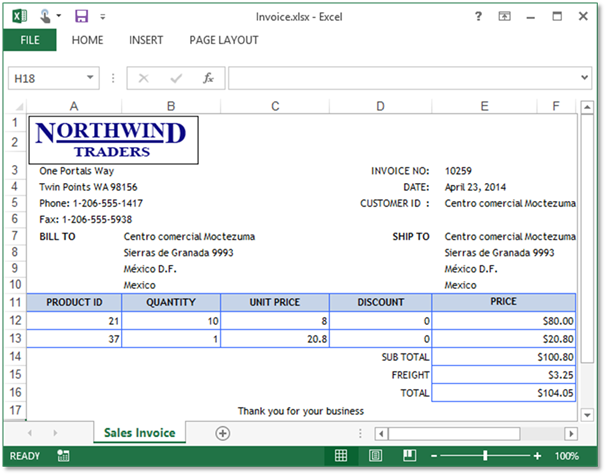 Invoice.xlsx - Excel
FILE HOME INSERT PAGE LAYOUT
H18 fx
A B C D E F
1 NORTHWIND
2 TRADERS
3 One Portals Way INVOICE NO: 10259
4 Twin Points WA 98156 DATE: April 23, 2014
5 Phone: 1-206-555-1417 CUSTOMER ID : Centro comercial Moctezuma
6 Fax: 1-206-555-5938
7 BILL TO Centro comercial Moctezuma SHIP TO Centro comercial Moctezuma
8 Sierras de Granada 9993 Sierras de Granada 9993
9 México D.F. México D.F.
10 Mexico Mexico
11 PRODUCT ID QUANTITY UNIT PRICE DISCOUNT PRICE
12 21 10 8 0 $80.00
13 37 1 20.8 0 $20.80
14 SUB TOTAL $100.80
15 FREIGHT $3.25
16 TOTAL $104.05
17 Thank you for your business
Sales Invoice
READY 100%